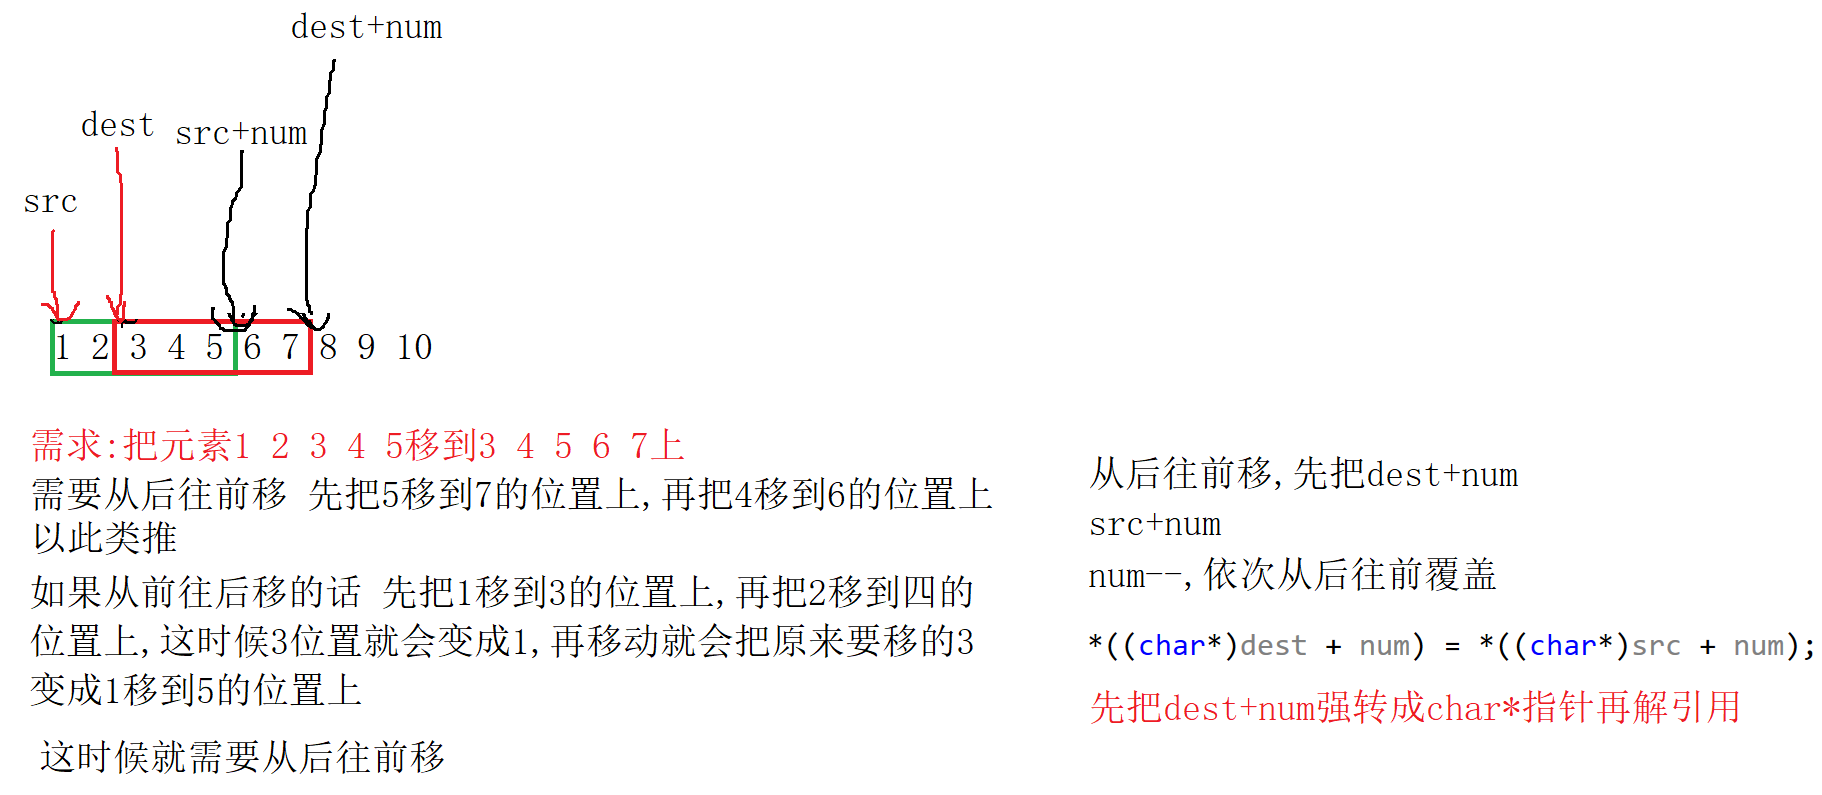 dest+num
dest
src+num
src
1 2 3 4 5 6 7 8 9 10
需求:把元素1 2 3 4 5移到3 4 5 6 7上
需要从后往前移 先把5移到7的位置上,再把4移到6的位置上
以此类推
如果从前往后移的话 先把1移到3的位置上,再把2移到四的
位置上,这时候3位置就会变成1,再移动就会把原来要移的3
变成1移到5的位置上
这时候就需要从后往前移
从后往前移,先把dest+num
src+num
num--,依次从后往前覆盖
*((char*)dest + num) = *((char*)src + num);
先把dest+num强转成char*指针再解引用